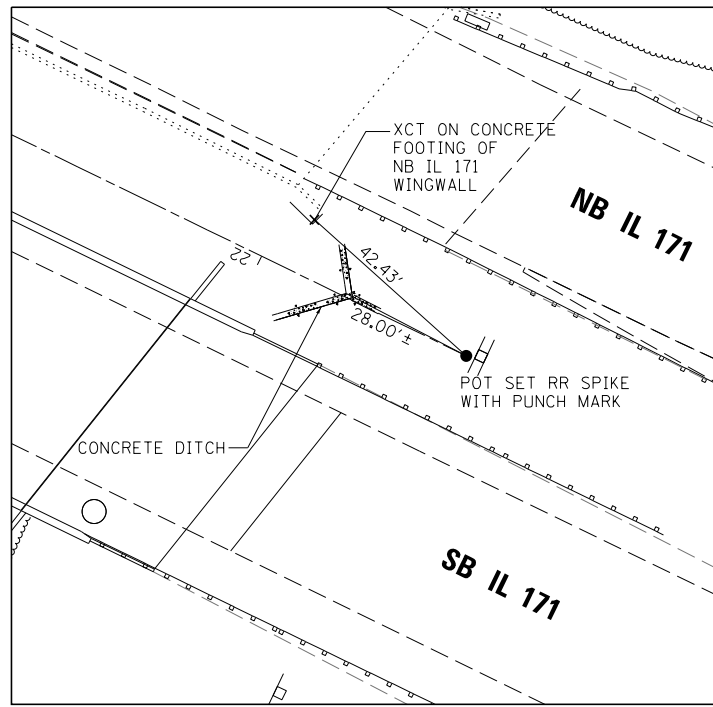 XCT ON CONCRETE
FOOTING OF
NB IL 171
WINGWALL
NB IL 171
42.43'
22
28.00'±
POT SET RR SPIKE
WITH PUNCH MARK
CONCRETE DITCH
SB IL 171